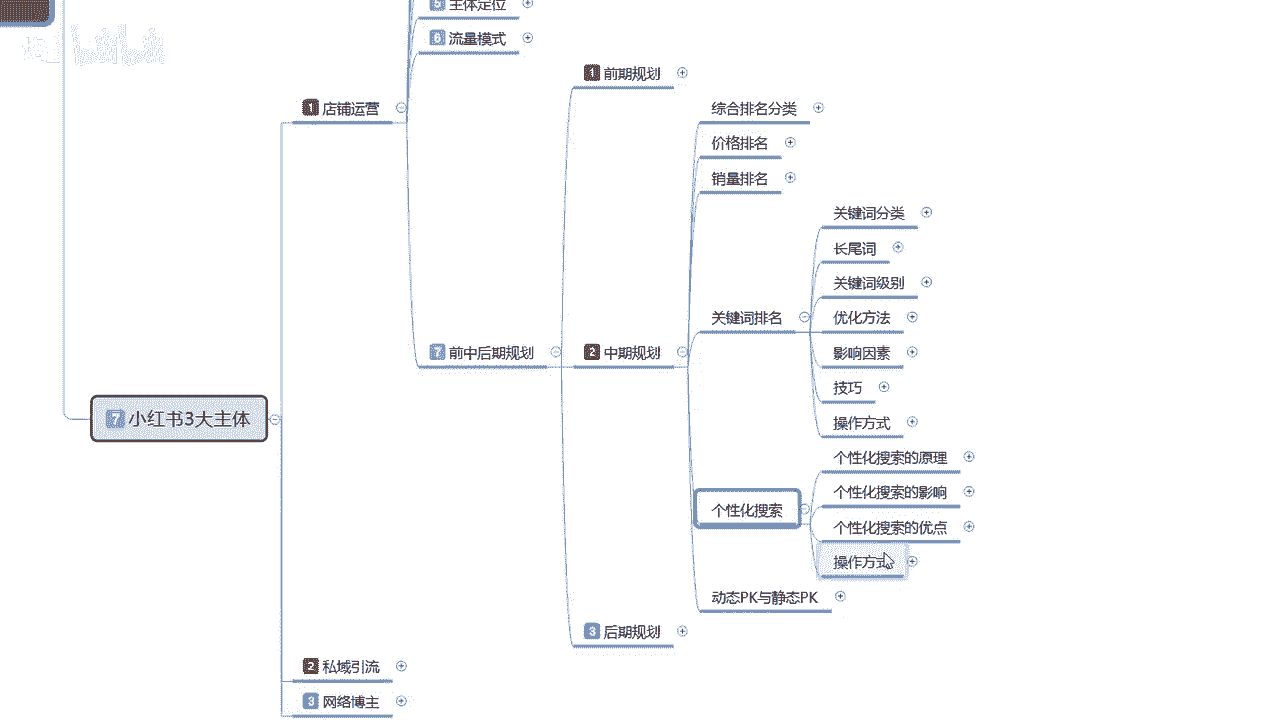 5 主体定位
6 流量模式
1 店铺运营
1 前期规划
综合排名分类
价格排名
销量排名
关键词分类
长尾词
关键词级别
关键词排名
优化方法
影响因素
技巧
操作方式
7 前中后期规划
2 中期规划
7 小红书3大主体
个性化搜索的原理
个性化搜索的影响
个性化搜索
个性化搜索的优点
操作方式
动态PK与静态PK
3 后期规划
2 私域引流
3 网络博主